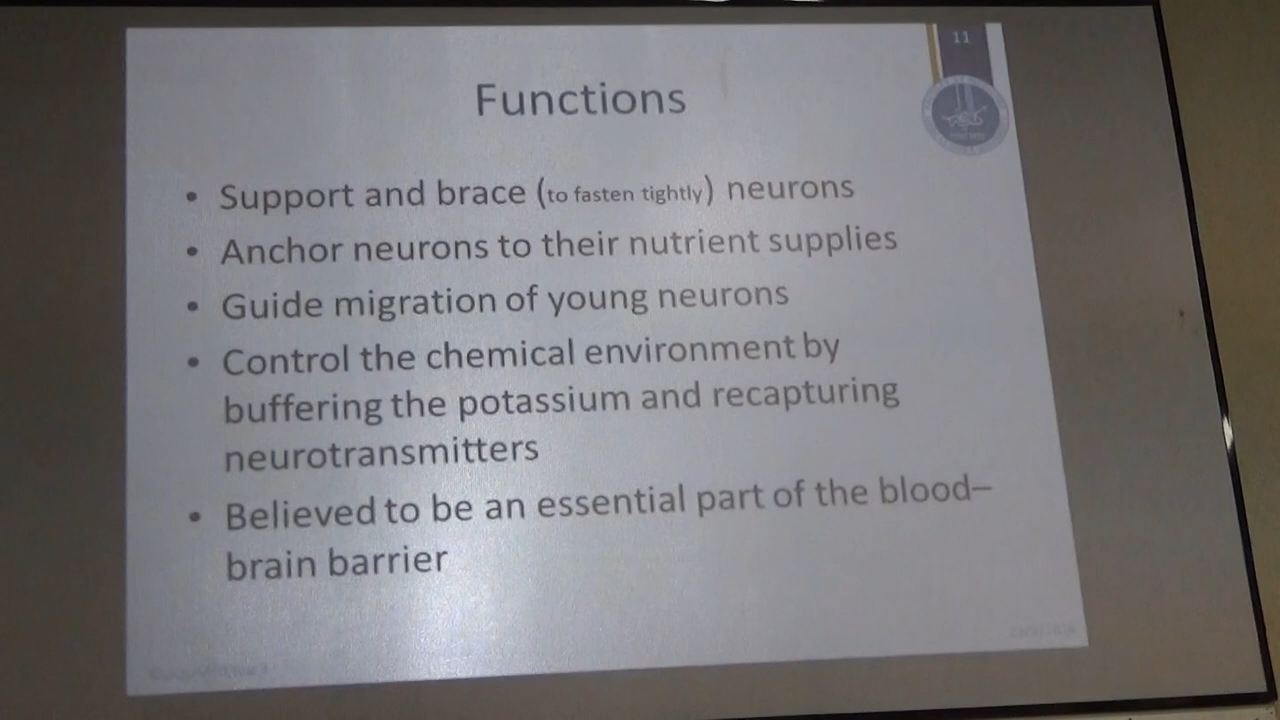 11
Functions
• Support and brace (to fasten tightly) neurons
• Anchor neurons to their nutrient supplies
• Guide migration of young neurons
• Control the chemical environment by
buffering the potassium and recapturing
neurotransmitters
• Believed to be an essential part of the blood–
brain barrier